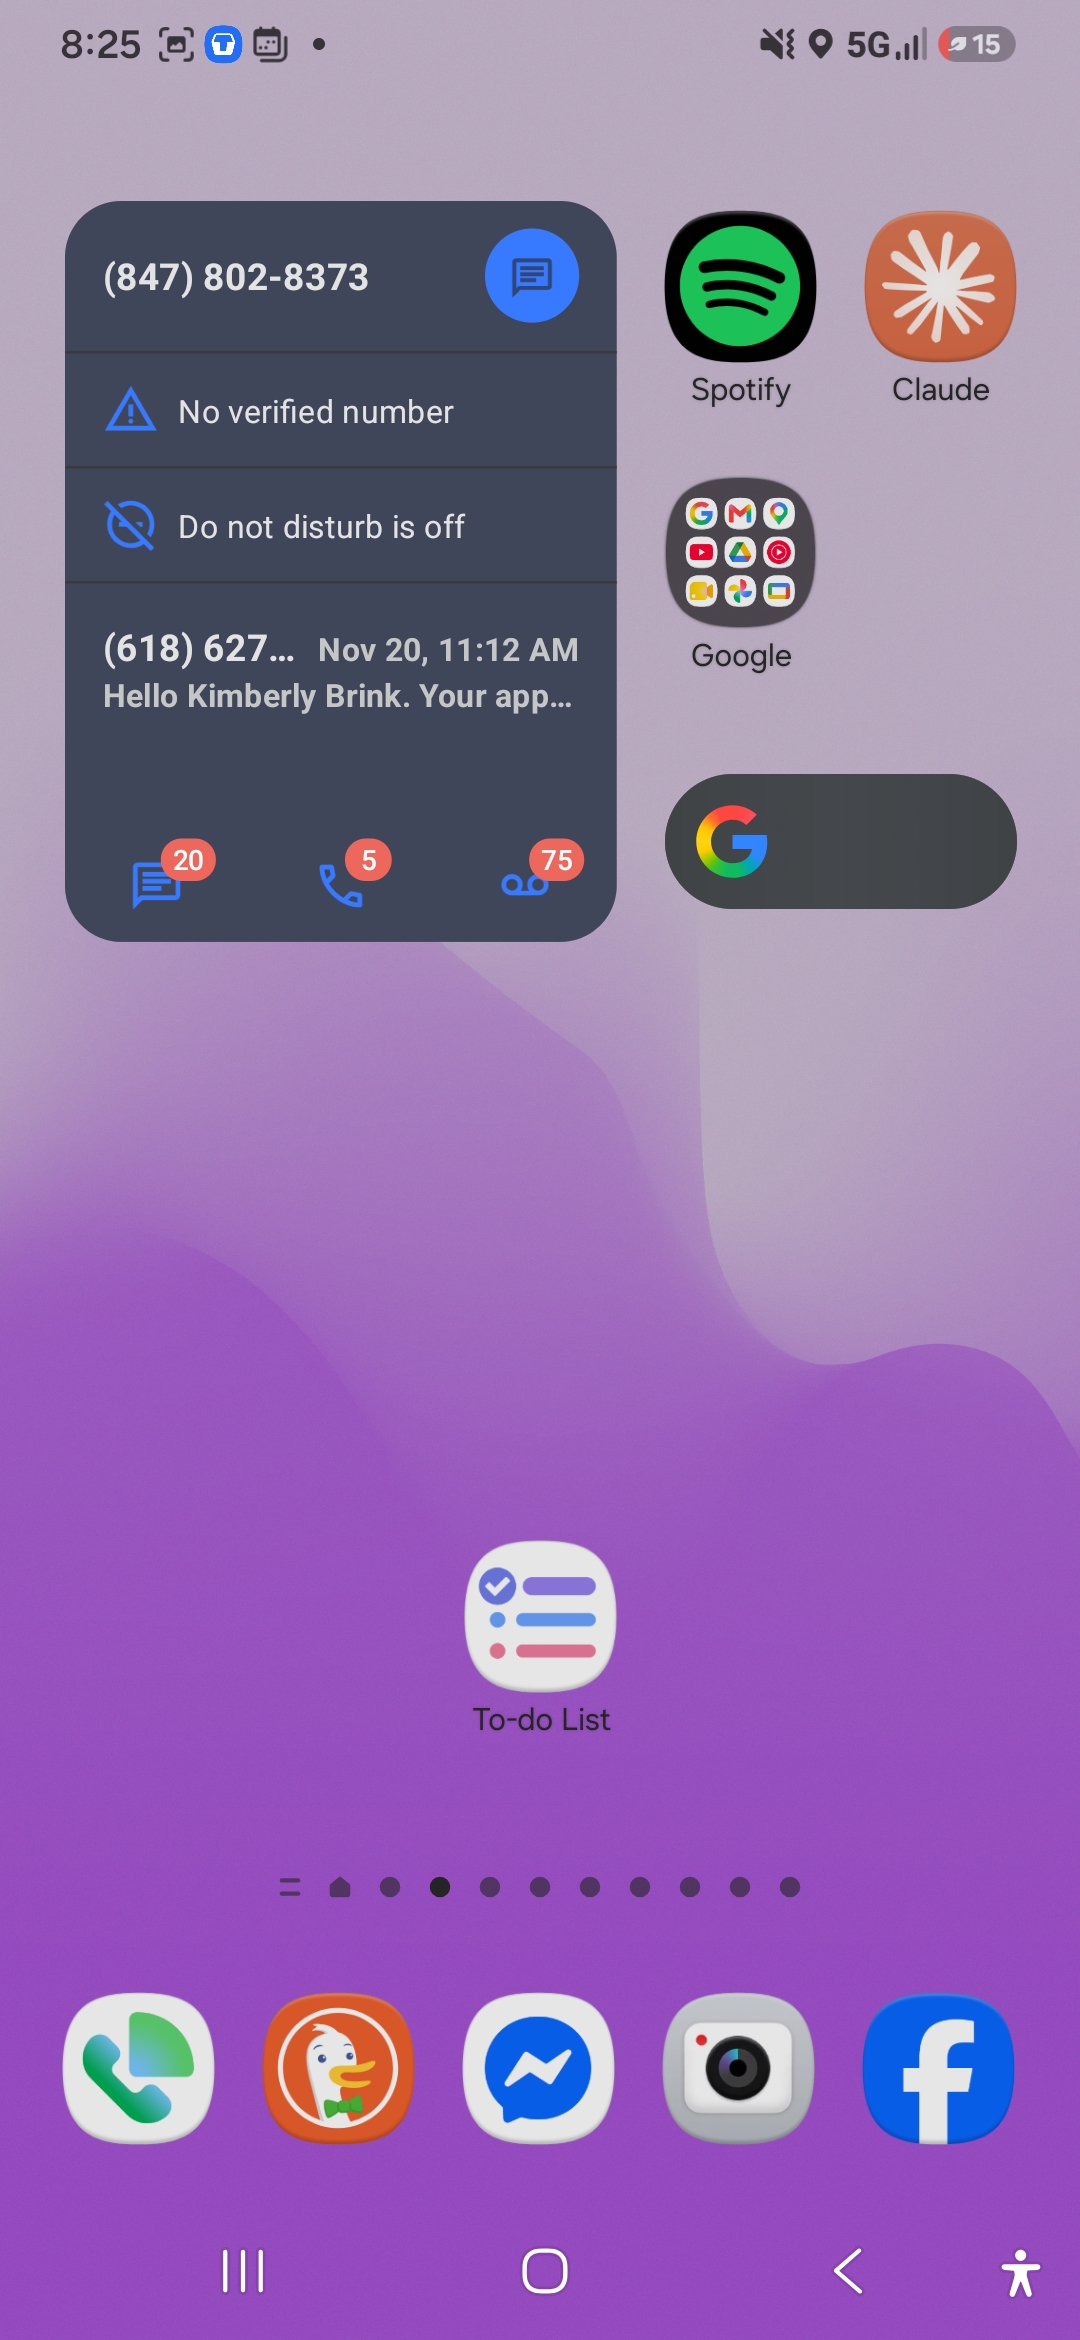 8:25
5G
15
(847) 802-8373
No verified number
Do not disturb is off
(618) 627... Nov 20, 11:12 AM
Hello Kimberly Brink. Your app...
20
5
75
Spotify
Claude
Google
To-do List